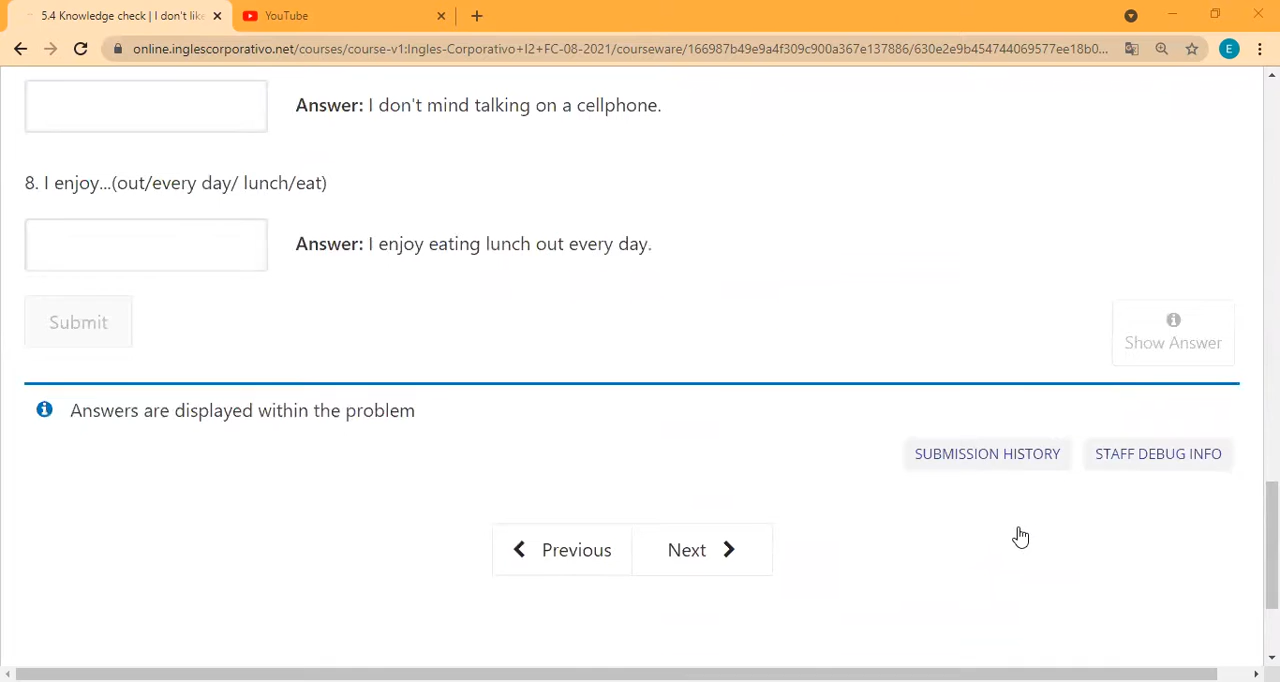 5.4 Knowledge check | I don't like
YouTube
online.inglescorporativo.net/courses/course-v1:Ingles-Corporativo+I2+FC-08-2021/courseware/166987b49e9a4f309c900a367e137886/630e2e9b454744069577ee18b0...
E
Answer: I don't mind talking on a cellphone.
8. I enjoy...(out/every day/ lunch/eat)
Answer: I enjoy eating lunch out every day.
Submit
Show Answer
Answers are displayed within the problem
SUBMISSION HISTORY STAFF DEBUG INFO
Previous Next